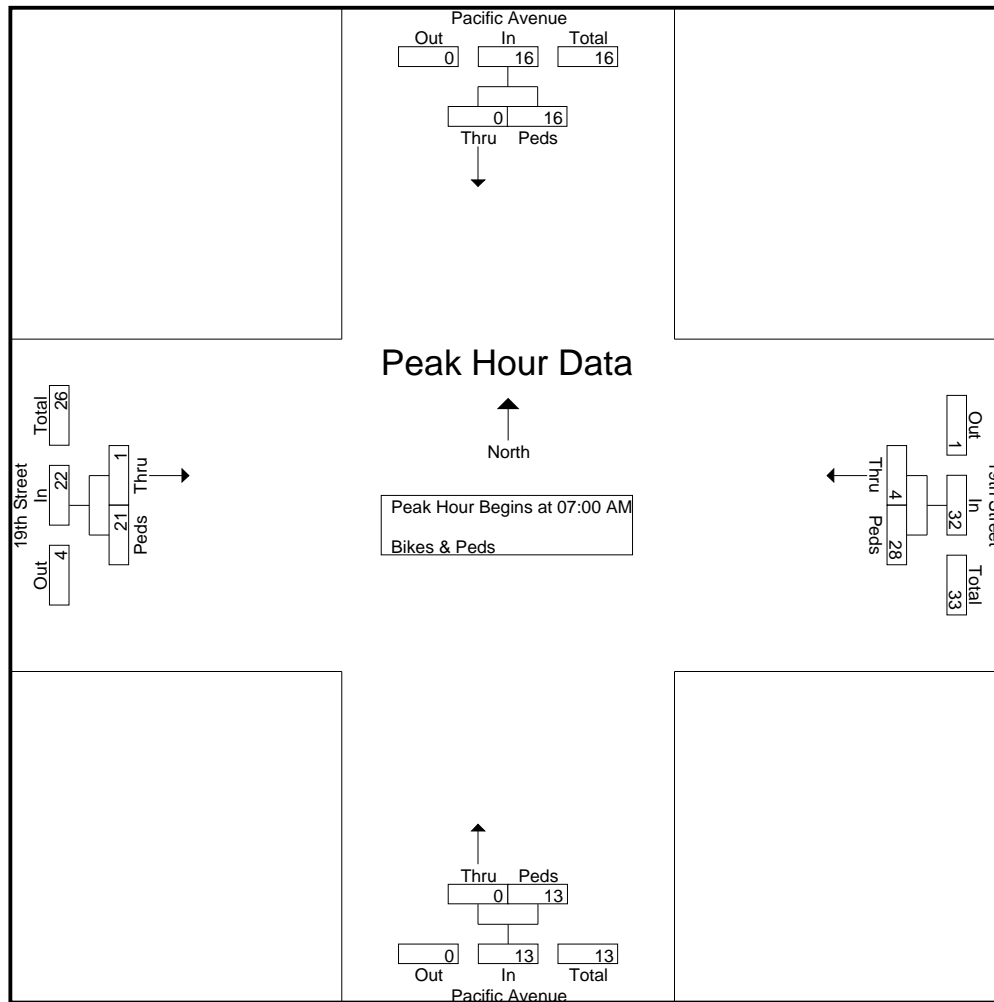 Pacific Avenue
Out In Total
0 16 16
0 16
Thru Peds
Peak Hour Data
North
Peak Hour Begins at 07:00 AM
Bikes & Peds
19th Street
Total In Out
26 22 4
1 21
Thru Peds
Out In Total
1 32 33
4 28
Thru Peds
19th Street
Thru Peds
0 13
0 13 13
Out In Total
Pacific Avenue